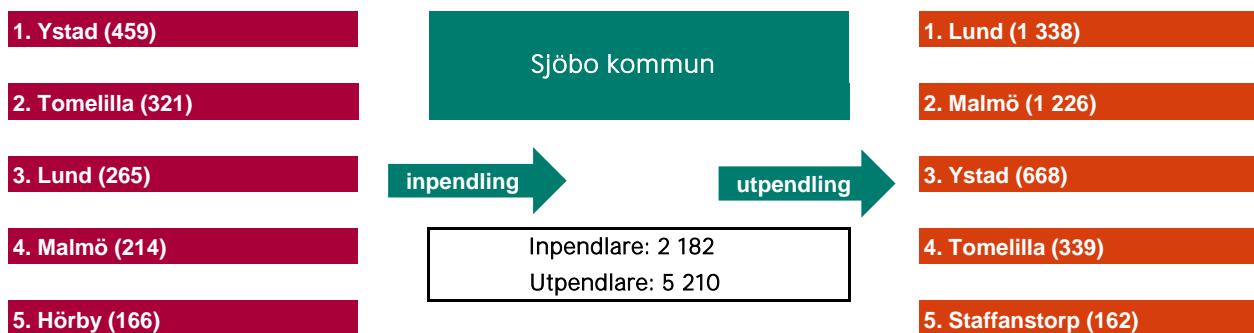 1. Ystad (459)
2. Tomelilla (321)
3. Lund (265)
4. Malmö (214)
5. Hörby (166)
Sjöbo kommun
inpendling
utpendling
Inpendlare: 2 182
Utpendlare: 5 210
1. Lund (1 338)
2. Malmö (1 226)
3. Ystad (668)
4. Tomelilla (339)
5. Staffanstorp (162)